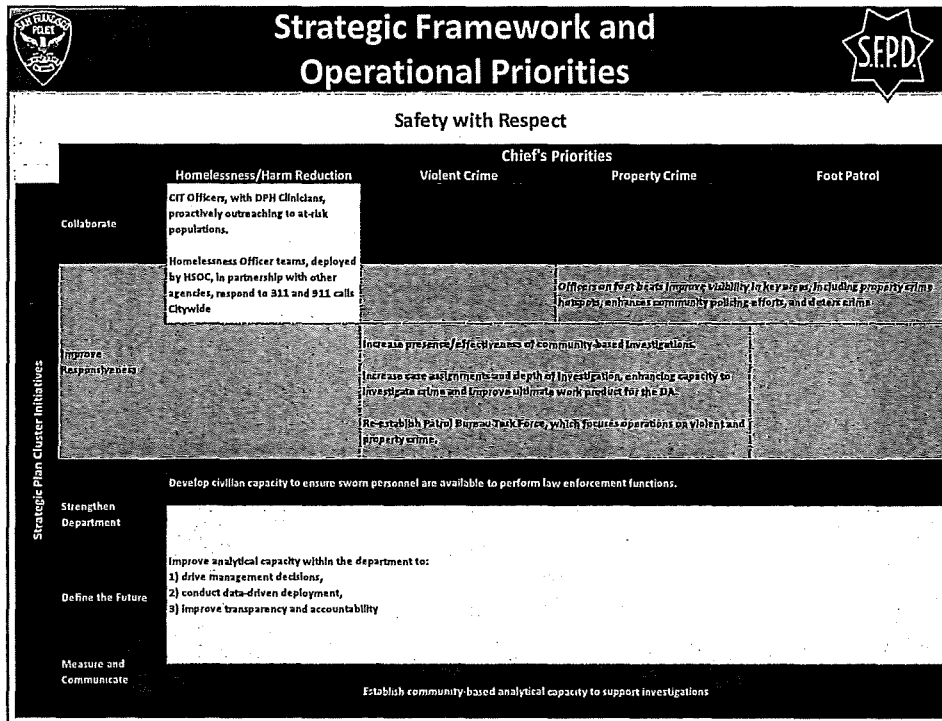 SAN FRANCISCO
POLICE
Strategic Framework and
Operational Priorities
S.F.P.D.
Safety with Respect
Chief's Priorities
Homelessness/Harm Reduction
Violent Crime
Property Crime
Foot Patrol
Strategic Plan Cluster Initiatives
Collaborate
CIT Officers, with DPH Clinicians,
proactively outreaching to at-risk
populations.
Homelessness Officer teams, deployed
by HSOC, in partnership with other
agencies, respond to 311 and 911 calls
Citywide
Officers on foot beats improve visibility in key areas, including property crime
hotspots, enhances community policing efforts, and deters crime
Improve
Responsiveness
Increase presence/effectiveness of community-based investigations.
Increase case assignments and depth of investigation, enhancing capacity to
investigate crime and improve ultimate work product for the DA.
Re-establish Patrol Bureau Task Force, which focuses operations on violent and
property crime.
Develop civilian capacity to ensure sworn personnel are available to perform law enforcement functions.
Strengthen
Department
Improve analytical capacity within the department to:
1) drive management decisions,
2) conduct data-driven deployment,
3) improve transparency and accountability
Define the Future
Measure and
Communicate
Establish community-based analytical capacity to support investigations